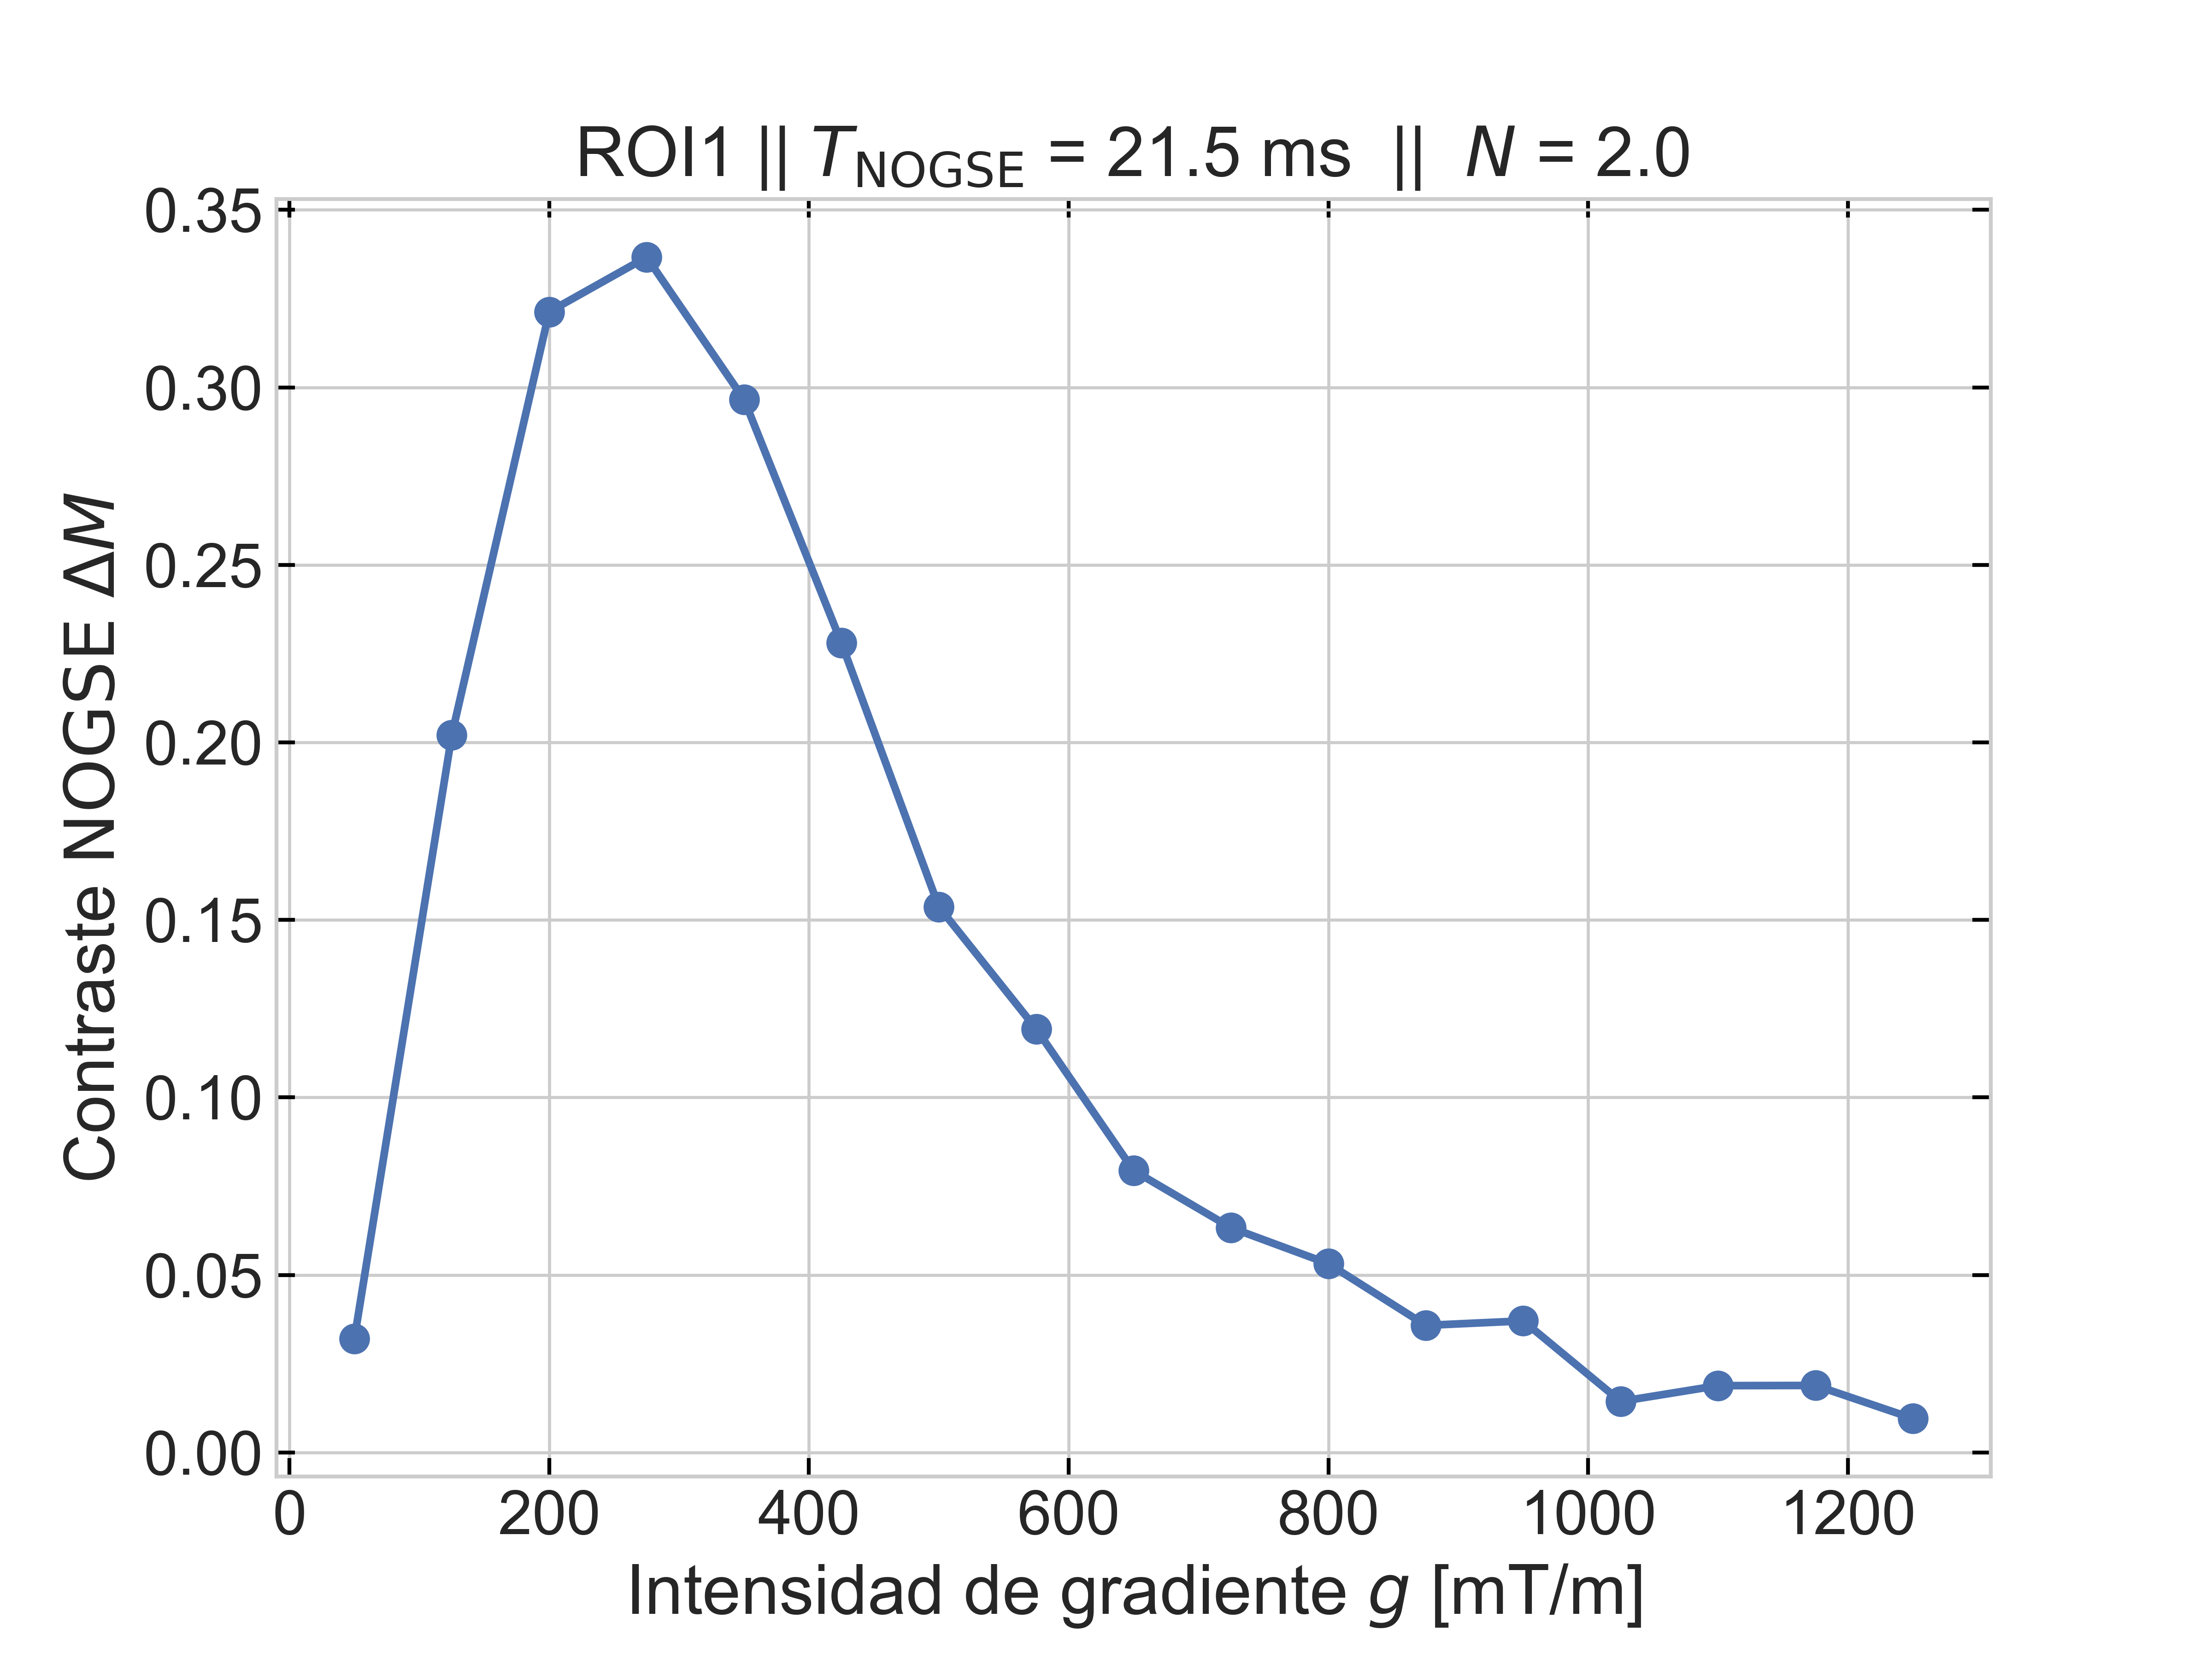 ROI1 || T_NOGSE = 21.5 ms || N = 2.0
0.35
0.30
0.25
0.20
0.15
0.10
0.05
0.00
Contraste NOGSE ΔM
0 200 400 600 800 1000 1200
Intensidad de gradiente g [mT/m]